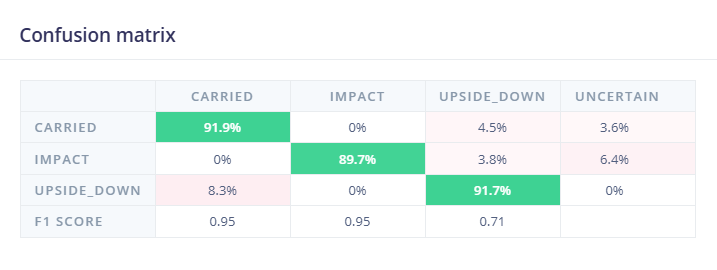 Confusion matrix
CARRIED IMPACT UPSIDE_DOWN UNCERTAIN
CARRIED 91.9% 0% 4.5% 3.6%
IMPACT 0% 89.7% 3.8% 6.4%
UPSIDE_DOWN 8.3% 0% 91.7% 0%
F1 SCORE 0.95 0.95 0.71